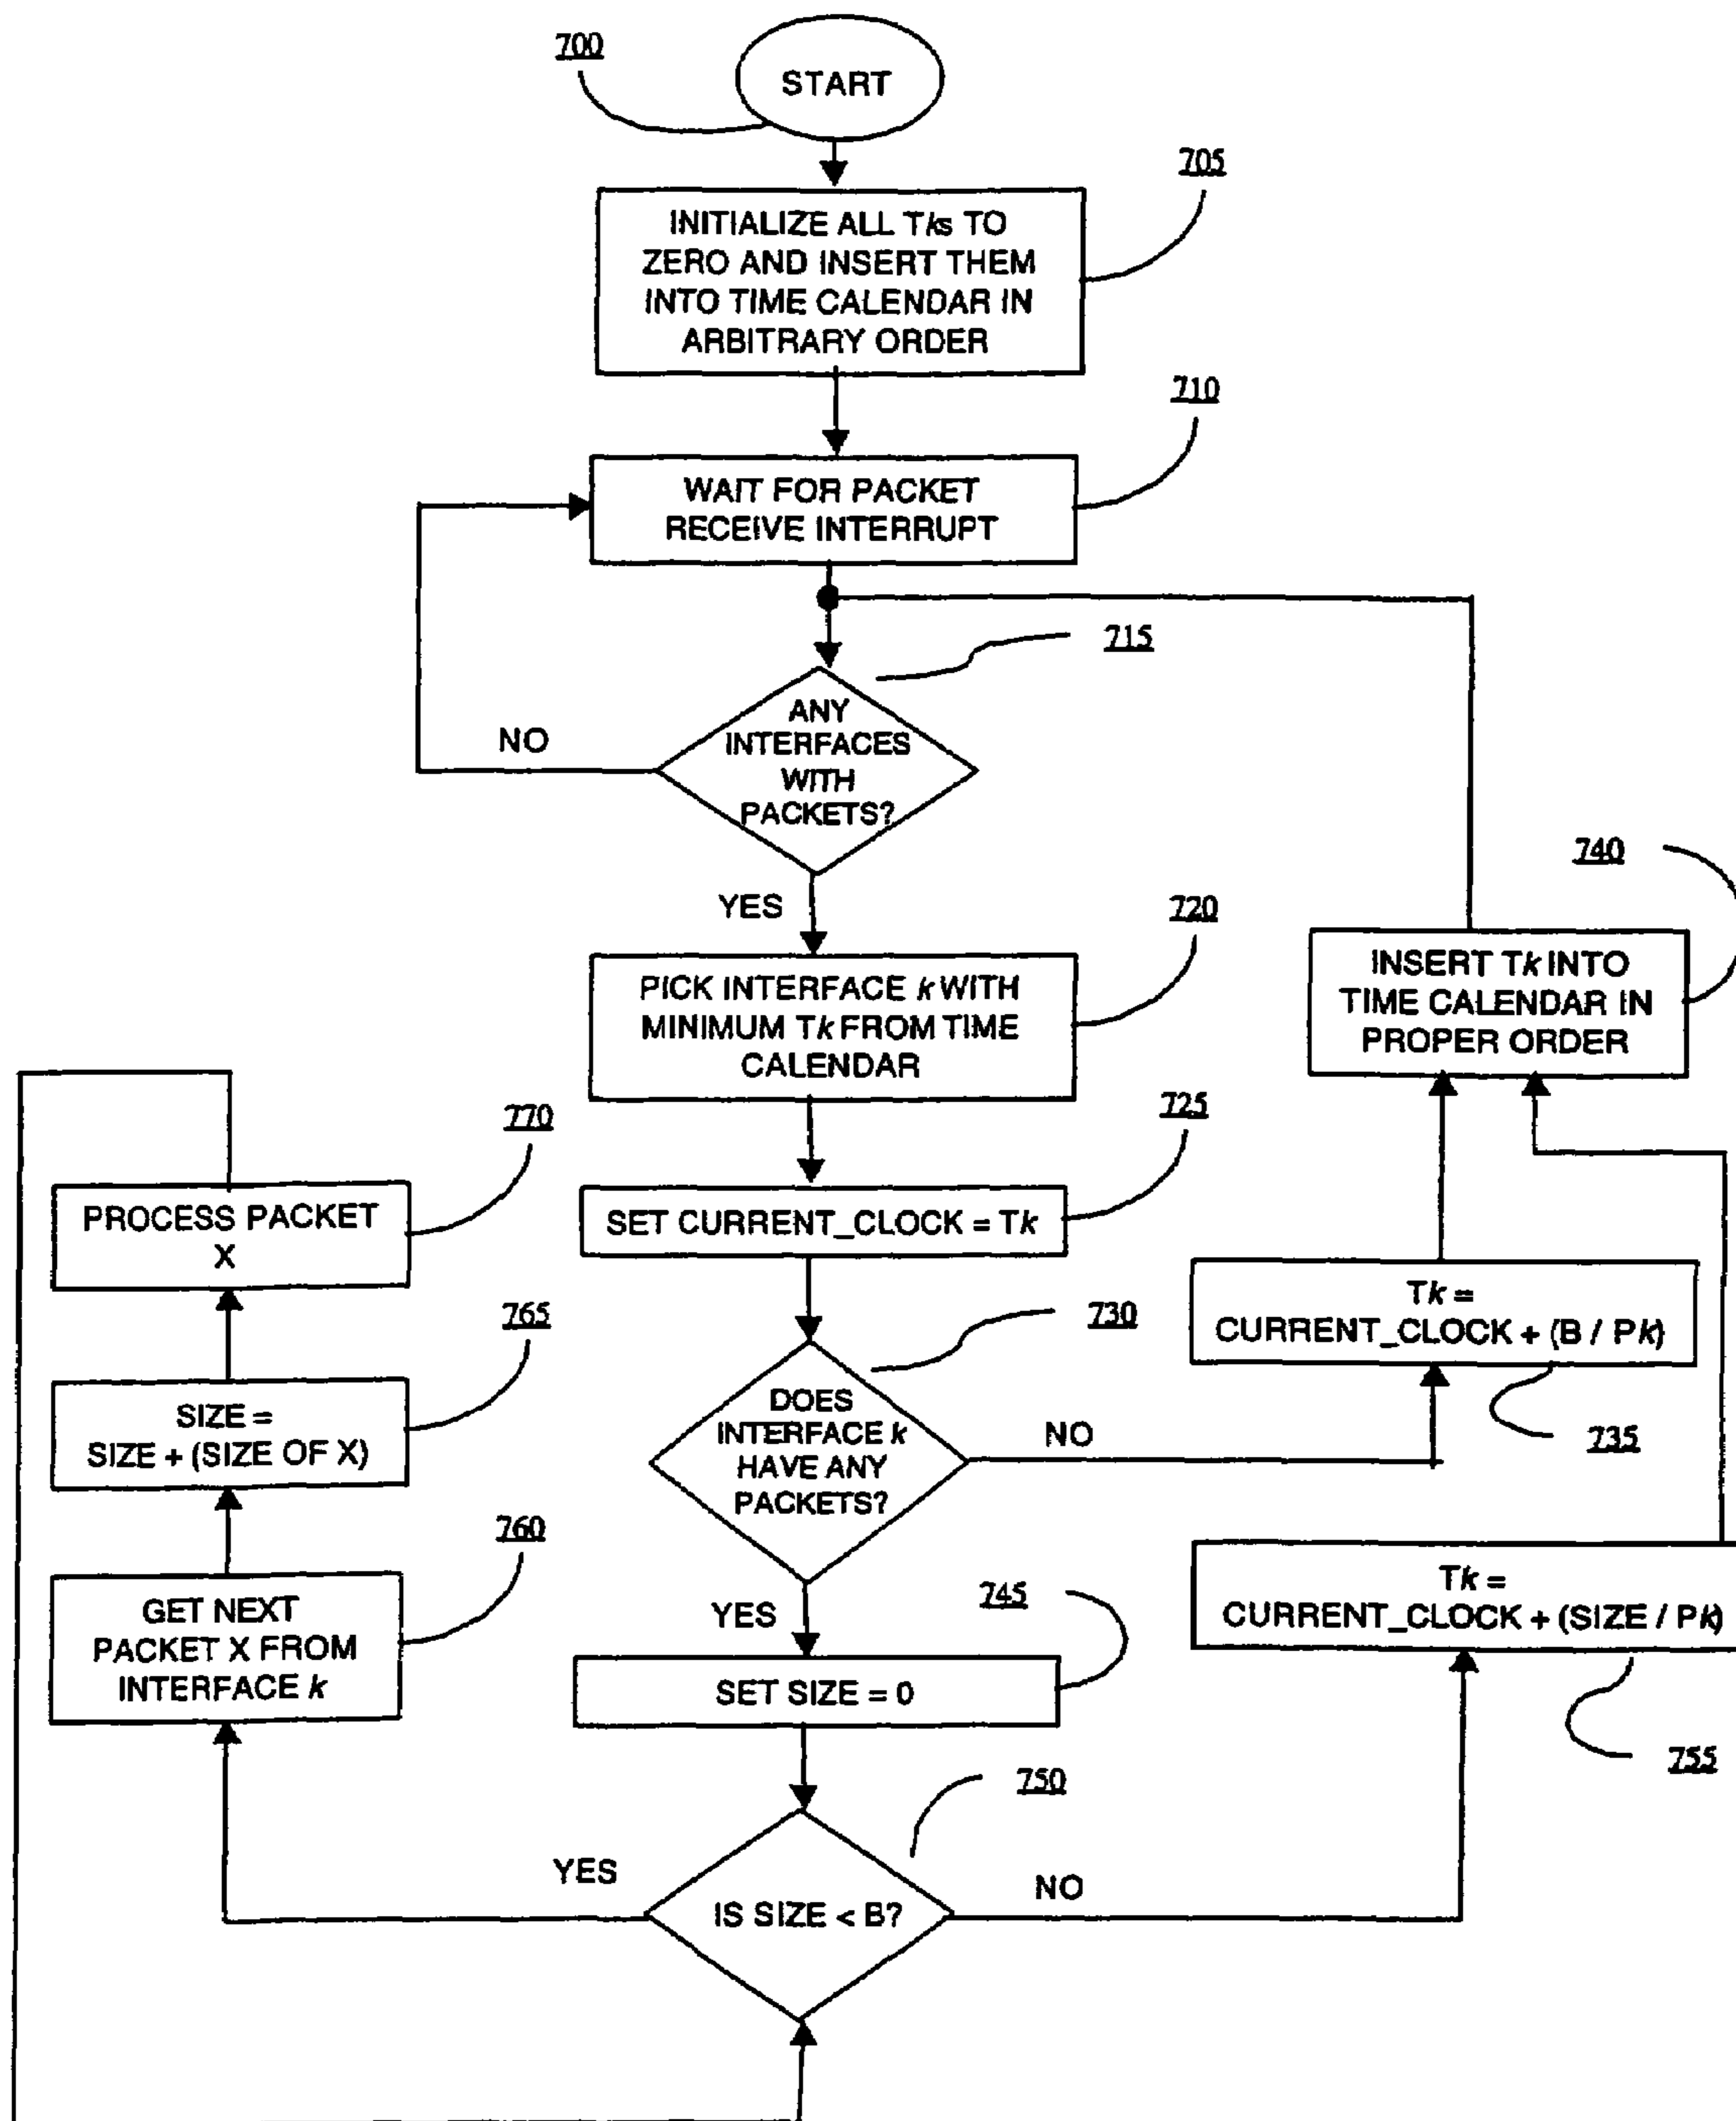 700
START
705
INITIALIZE ALL Tks TO
ZERO AND INSERT THEM
INTO TIME CALENDAR IN
ARBITRARY ORDER
710
WAIT FOR PACKET
RECEIVE INTERRUPT
715
ANY
INTERFACES
WITH
PACKETS?
NO
YES
720
PICK INTERFACE k WITH
MINIMUM Tk FROM TIME
CALENDAR
740
INSERT Tk INTO
TIME CALENDAR IN
PROPER ORDER
725
SET CURRENT_CLOCK = Tk
770
PROCESS PACKET
X
730
DOES
INTERFACE k
HAVE ANY
PACKETS?
NO
YES
Tk =
CURRENT_CLOCK + (B / Pk)
735
765
SIZE =
SIZE + (SIZE OF X)
760
GET NEXT
PACKET X FROM
INTERFACE k
745
SET SIZE = 0
Tk =
CURRENT_CLOCK + (SIZE / Pk)
755
750
IS SIZE < B?
YES
NO